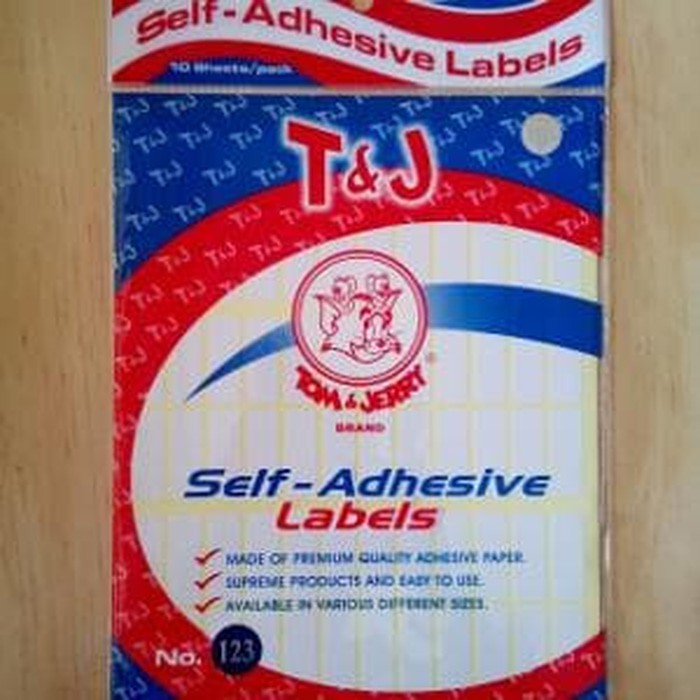 Self-Adhesive Labels
10 Sheets/pack
T&J
TOM & JERRY
®
BRAND
Self-Adhesive
Labels
MADE OF PREMIUM QUALITY ADHESIVE PAPER.
SUPREME PRODUCTS AND EASY TO USE.
AVAILABLE IN VARIOUS DIFFERENT SIZES.
No. 123